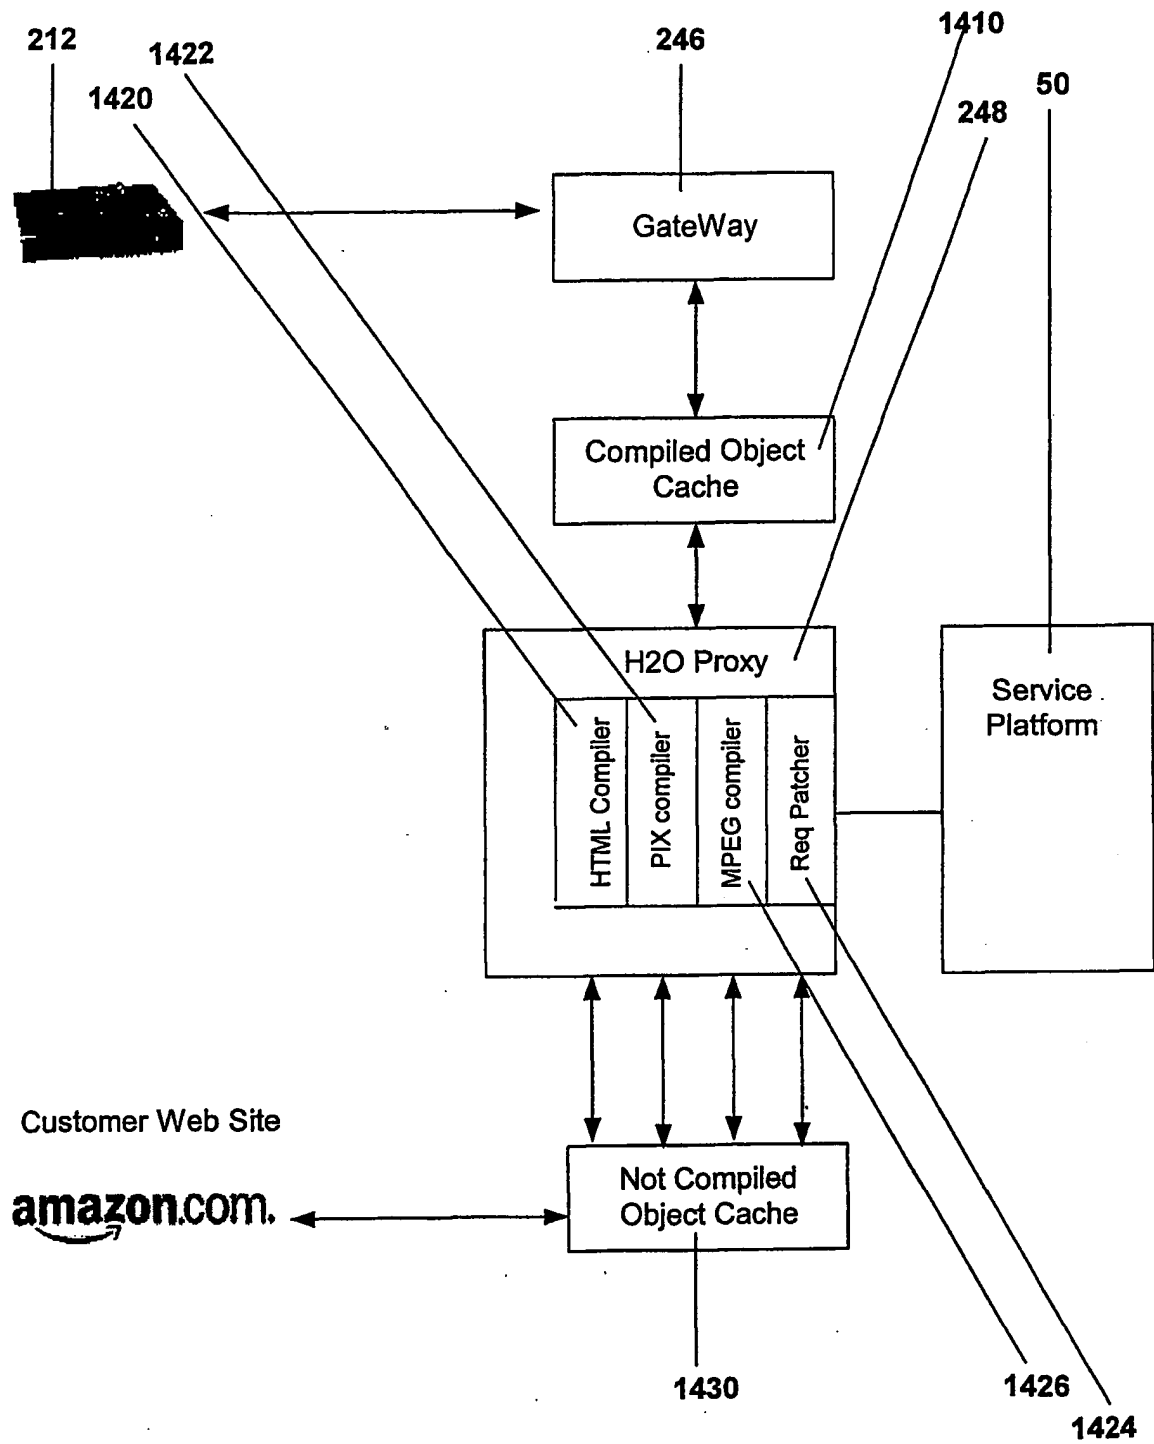 212
1422
246
1410
1420
50
248
GateWay
Compiled Object
Cache
H2O Proxy
HTML Compiler
PIX compiler
MPEG compiler
Req Patcher
Service
Platform
Customer Web Site
amazon.com.
Not Compiled
Object Cache
1430
1426
1424